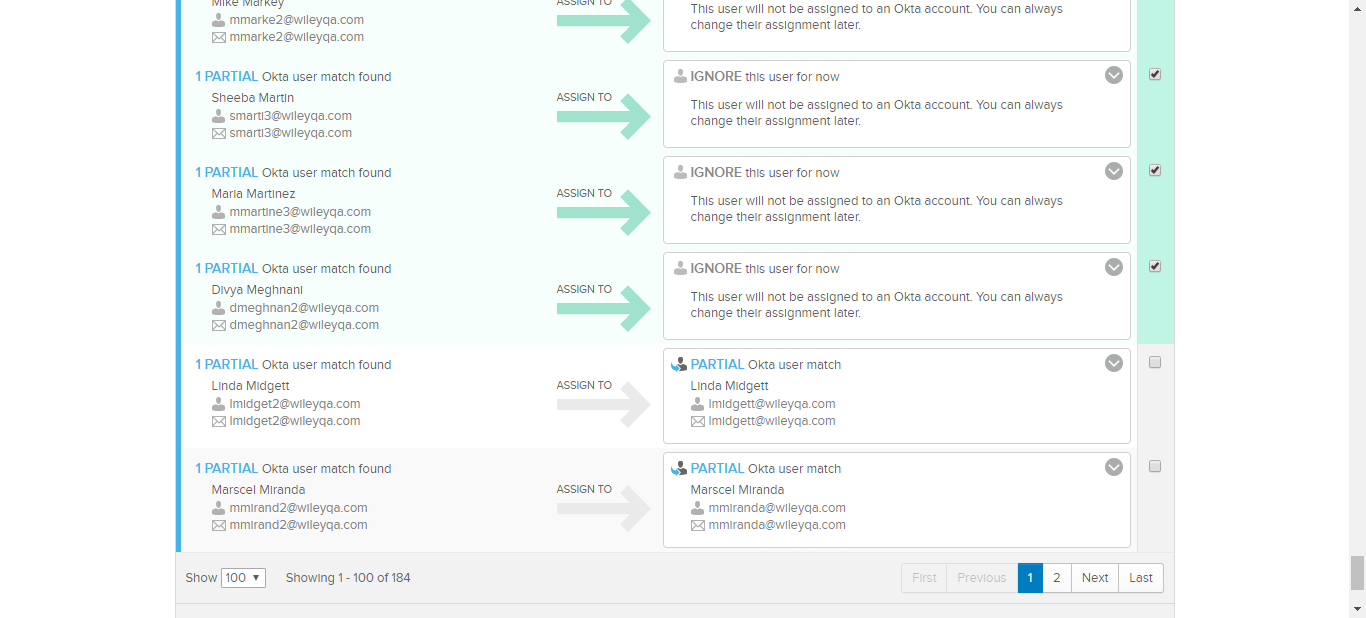 Mike Markey
mmarke2@wileyqa.com
mmarke2@wileyqa.com
ASSIGN TO
This user will not be assigned to an Okta account. You can always
change their assignment later.
1 PARTIAL Okta user match found
Sheeba Martin
smarti3@wileyqa.com
smarti3@wileyqa.com
ASSIGN TO
IGNORE this user for now
This user will not be assigned to an Okta account. You can always
change their assignment later.
1 PARTIAL Okta user match found
Maria Martinez
mmartine3@wileyqa.com
mmartine3@wileyqa.com
ASSIGN TO
IGNORE this user for now
This user will not be assigned to an Okta account. You can always
change their assignment later.
1 PARTIAL Okta user match found
Divya Meghnani
dmeghnan2@wileyqa.com
dmeghnan2@wileyqa.com
ASSIGN TO
IGNORE this user for now
This user will not be assigned to an Okta account. You can always
change their assignment later.
1 PARTIAL Okta user match found
Linda Midgett
lmidget2@wileyqa.com
lmidget2@wileyqa.com
ASSIGN TO
PARTIAL Okta user match
Linda Midgett
lmidgett@wileyqa.com
lmidgett@wileyqa.com
1 PARTIAL Okta user match found
Marscel Miranda
mmirand2@wileyqa.com
mmirand2@wileyqa.com
ASSIGN TO
PARTIAL Okta user match
Marscel Miranda
mmiranda@wileyqa.com
mmiranda@wileyqa.com
Show 100 Showing 1 - 100 of 184 First Previous 1 2 Next Last